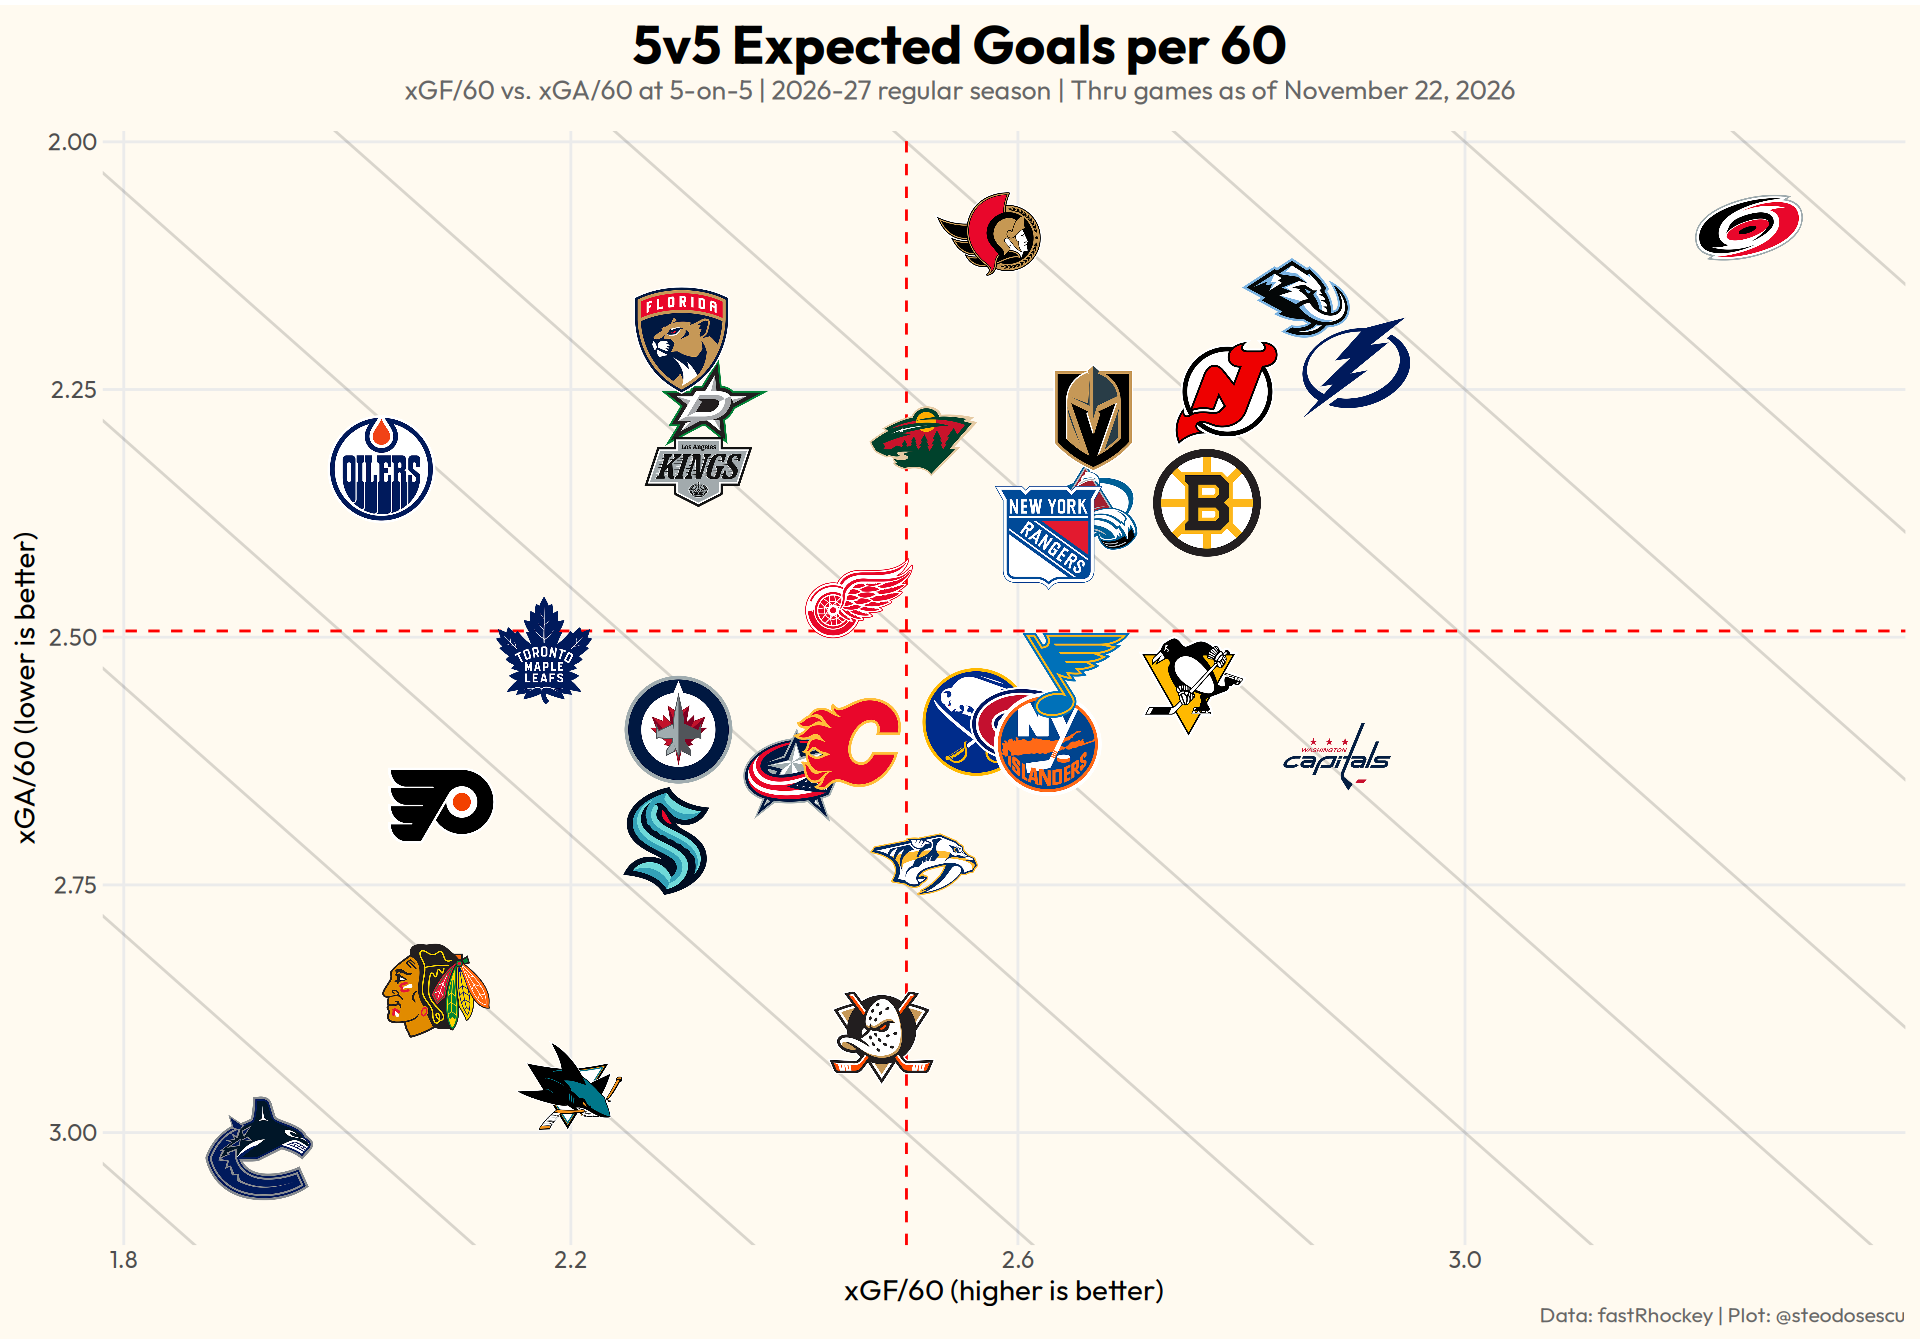 5v5 Expected Goals per 60
xGF/60 vs. xGA/60 at 5-on-5 | 2026-27 regular season | Thru games as of November 22, 2026
xGA/60 (lower is better)
2.00
2.25
2.50
2.75
3.00
FLORIDA
D
Los Angeles
KINGS
OILERS
NEW YORK
RANGERS
B
TORONTO
MAPLE
LEAFS
C
NY
ISLANDERS
WASHINGTON
capitals
1.8
2.2
2.6
3.0
xGF/60 (higher is better)
Data: fastRhockey | Plot: @steodosescu